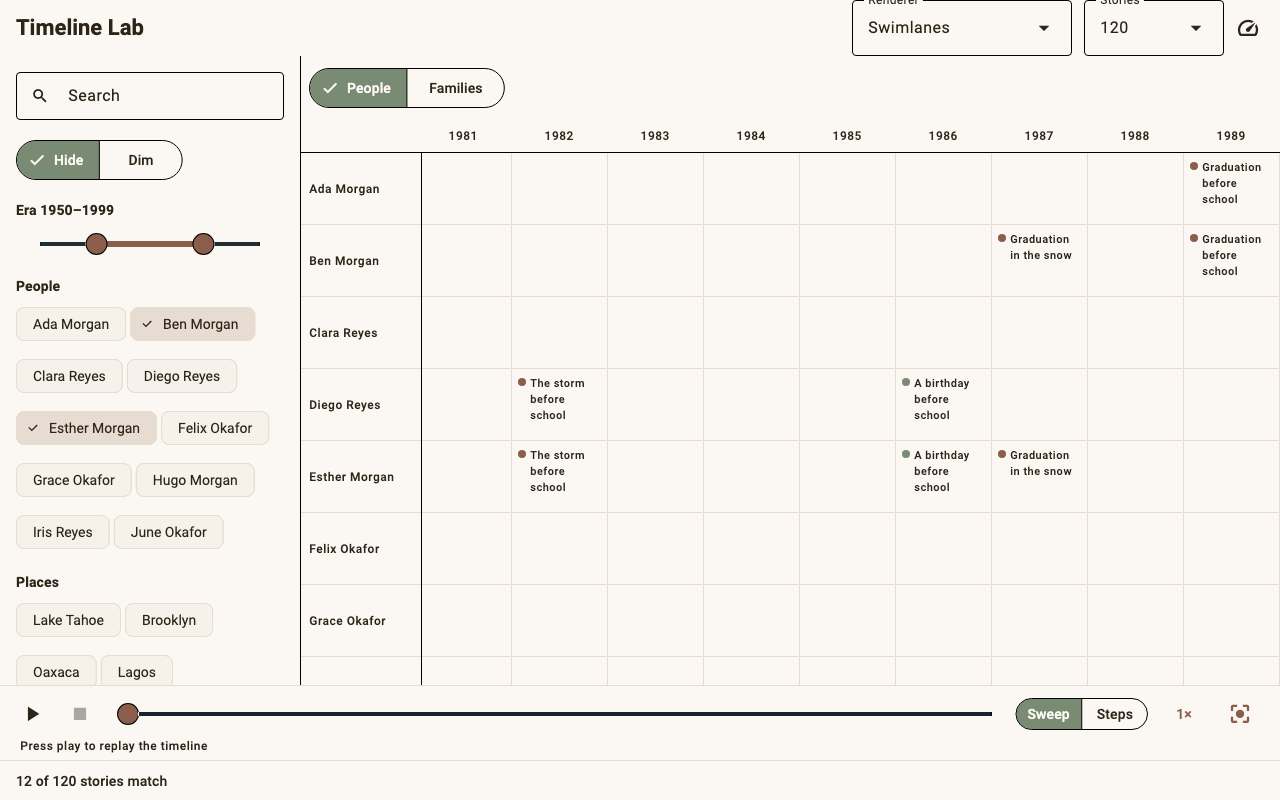 Timeline Lab
Renderer
Swimlanes
Stories
120
Search
Hide
Dim
Era 1950–1999
People
Ada Morgan
Ben Morgan
Clara Reyes
Diego Reyes
Esther Morgan
Felix Okafor
Grace Okafor
Hugo Morgan
Iris Reyes
June Okafor
Places
Lake Tahoe
Brooklyn
Oaxaca
Lagos
People
Families
1981 1982 1983 1984 1985 1986 1987 1988 1989
Ada Morgan
Graduation
before
school
Ben Morgan
Graduation
in the snow
Graduation
before
school
Clara Reyes
Diego Reyes
The storm
before
school
A birthday
before
school
Esther Morgan
The storm
before
school
A birthday
before
school
Graduation
in the snow
Felix Okafor
Grace Okafor
Sweep
Steps
1×
Press play to replay the timeline
12 of 120 stories match